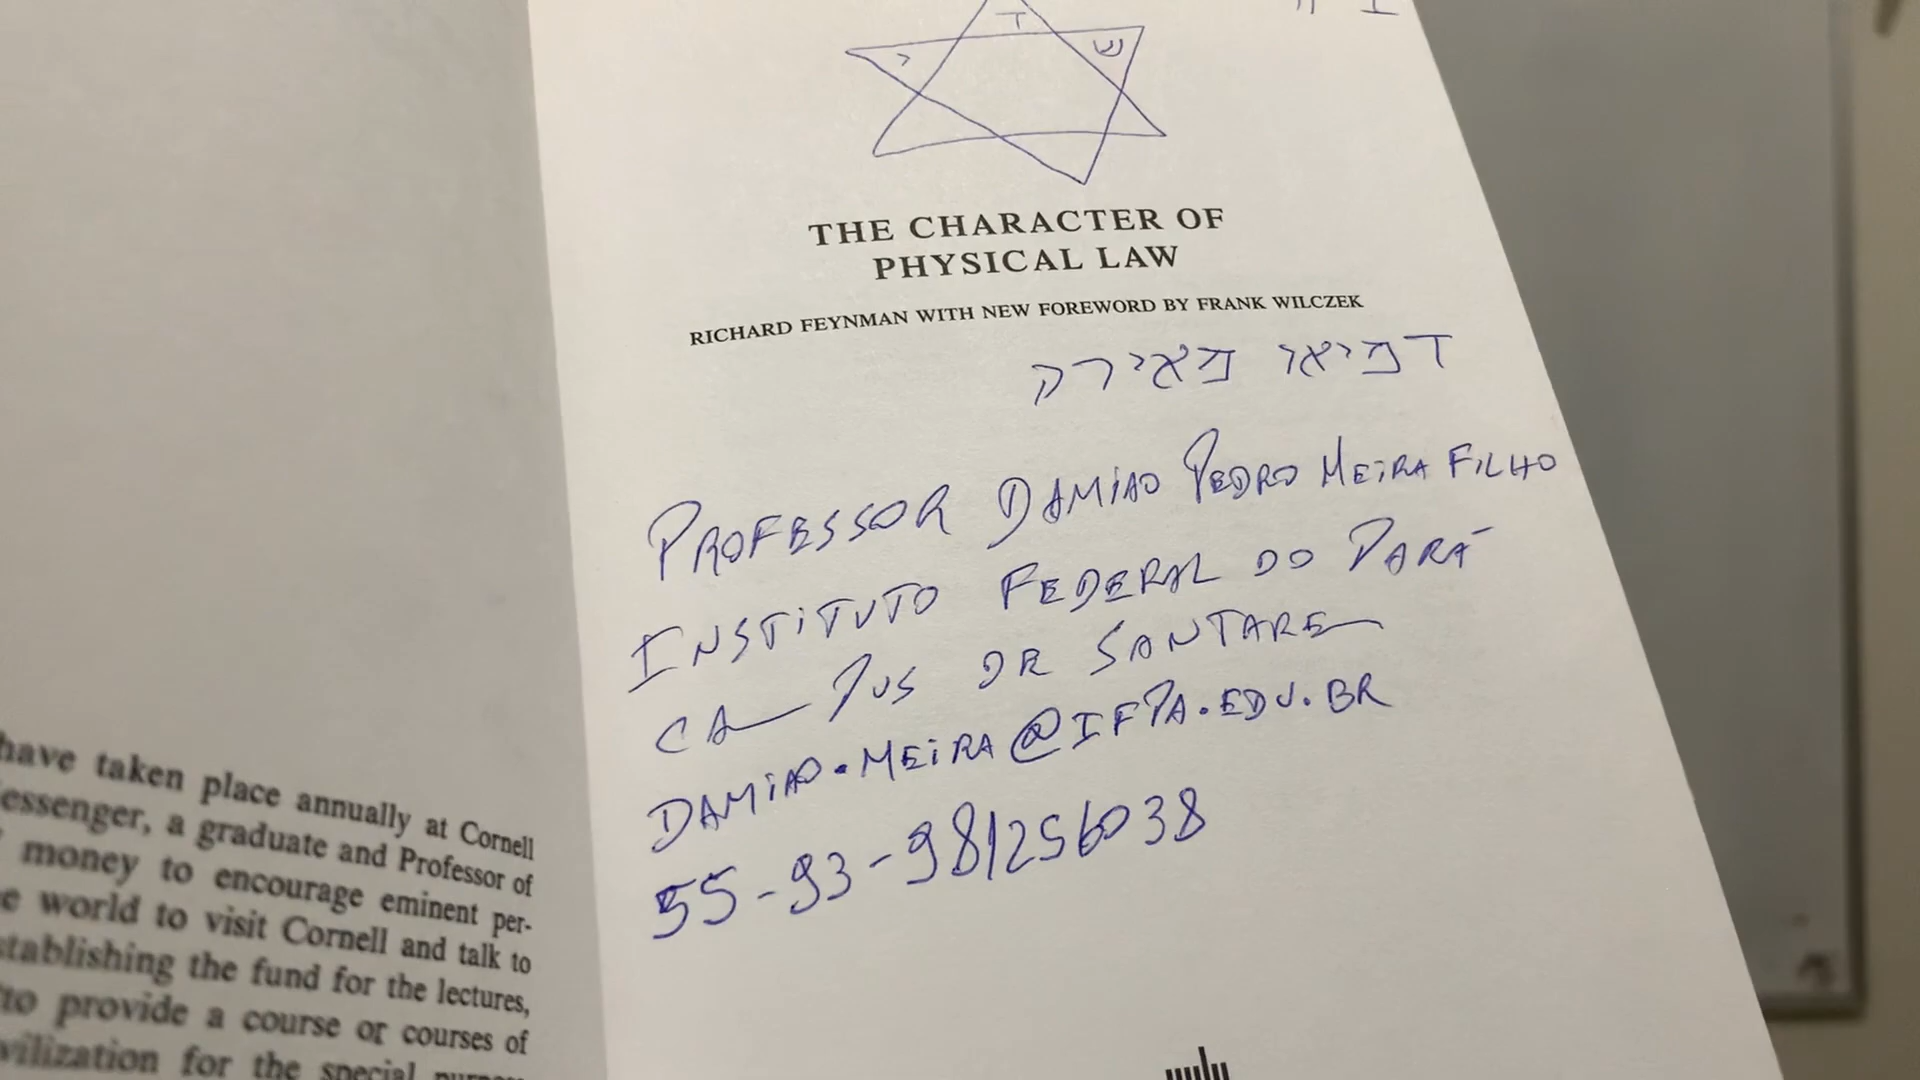 have taken place annually at Cornell
essenger, a graduate and Professor of
money to encourage eminent per-
e world to visit Cornell and talk to
stablishing the fund for the lectures,
"to provide a course or courses of
vilization for the special
THE CHARACTER OF
PHYSICAL LAW
RICHARD FEYNMAN WITH NEW FOREWORD BY FRANK WILCZEK
דמיאו מאירק
PROFESSOR DAMIAO PEDRO MEIRA FILHO
INSTITUTO FEDERAL DO PARÁ
CAMPUS DE SANTAREM
DAMIAO.MEIRA@IFPA.EDU.BR
55-93-981256038